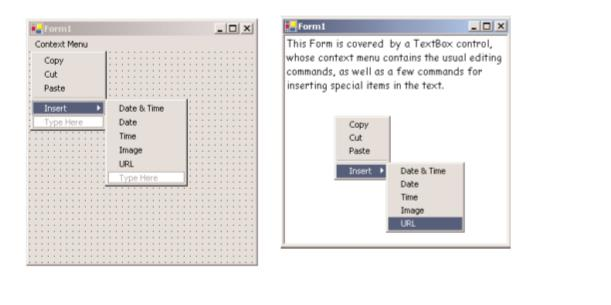 Form1
Context Menu
Copy
Cut
Paste
Insert
Type Here
Date & Time
Date
Time
Image
URL
Type Here
Form1
This Form is covered by a TextBox control,
whose context menu contains the usual editing
commands, as well as a few commands for
inserting special items in the text.
Copy
Cut
Paste
Insert
Date & Time
Date
Time
Image
URL